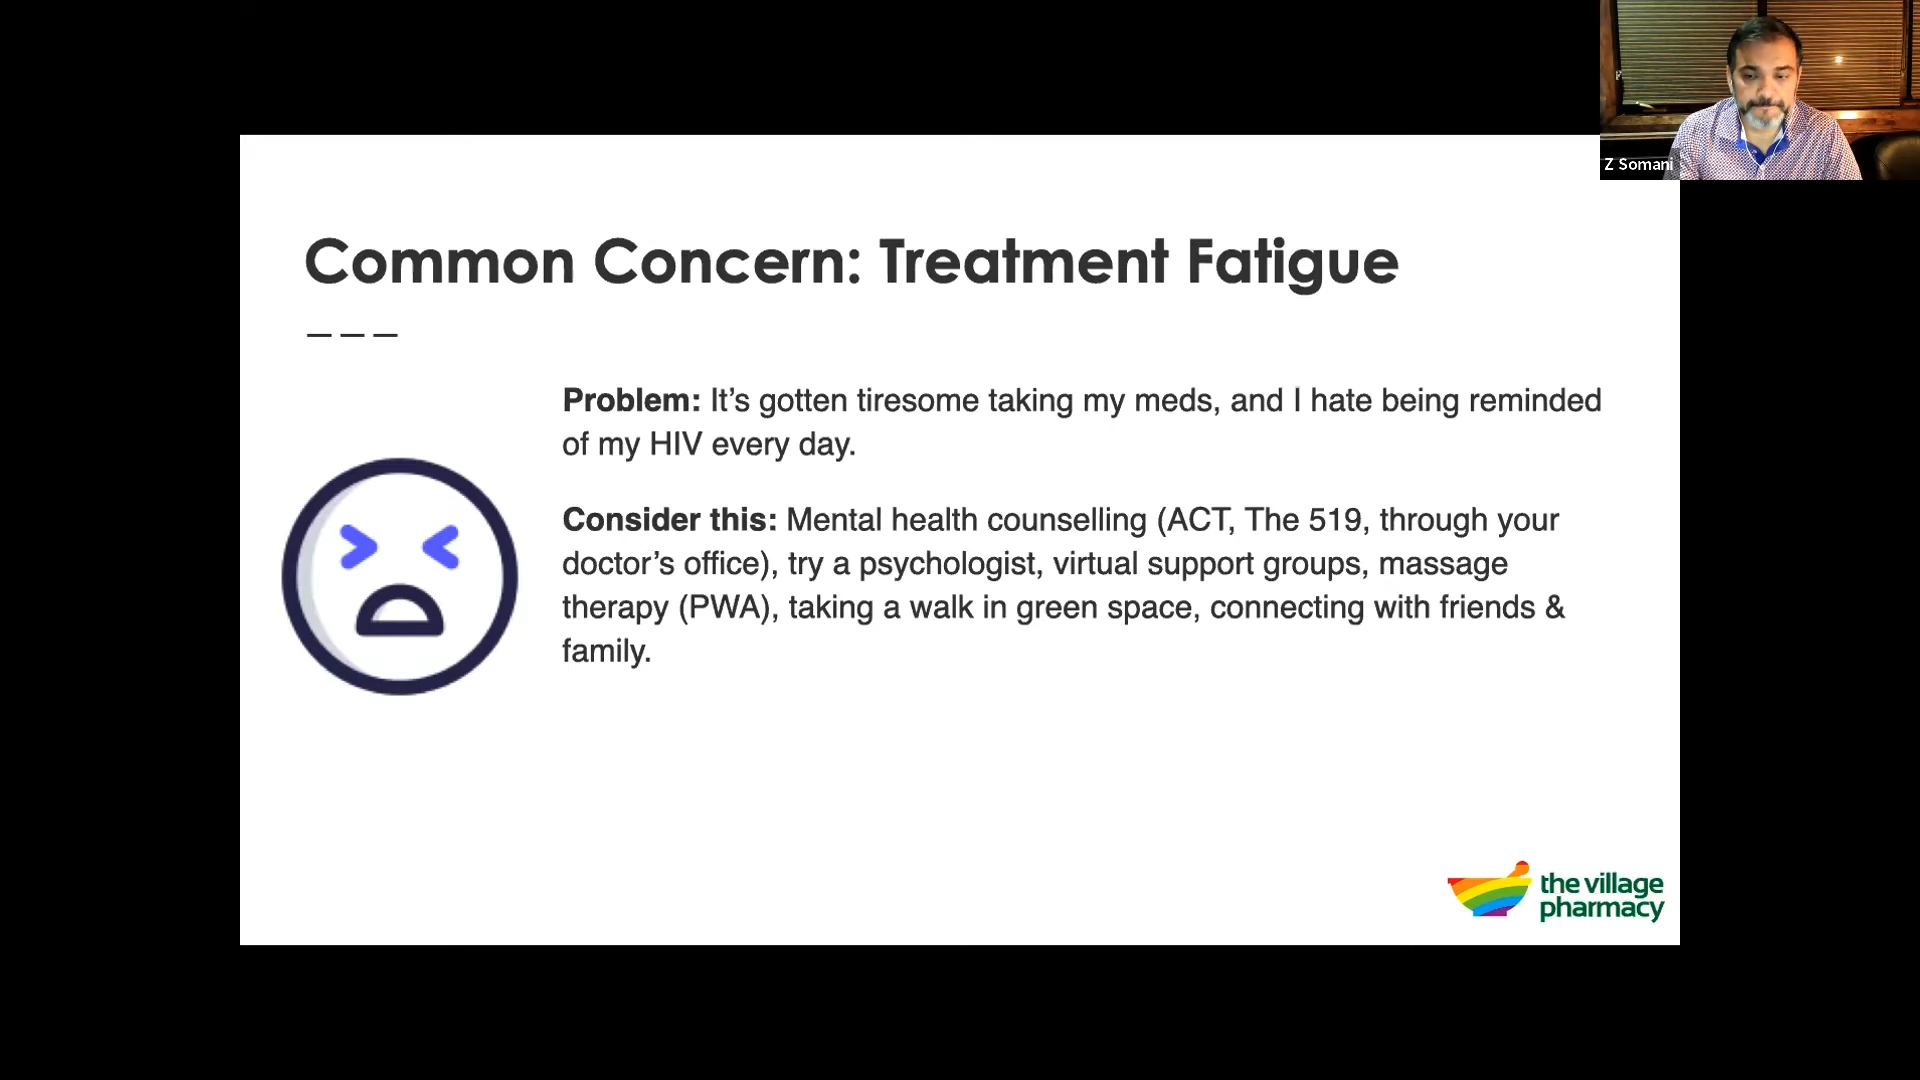 Z Somani
Common Concern: Treatment Fatigue
Problem: It’s gotten tiresome taking my meds, and I hate being reminded
of my HIV every day.
Consider this: Mental health counselling (ACT, The 519, through your
doctor’s office), try a psychologist, virtual support groups, massage
therapy (PWA), taking a walk in green space, connecting with friends &
family.
the village
pharmacy